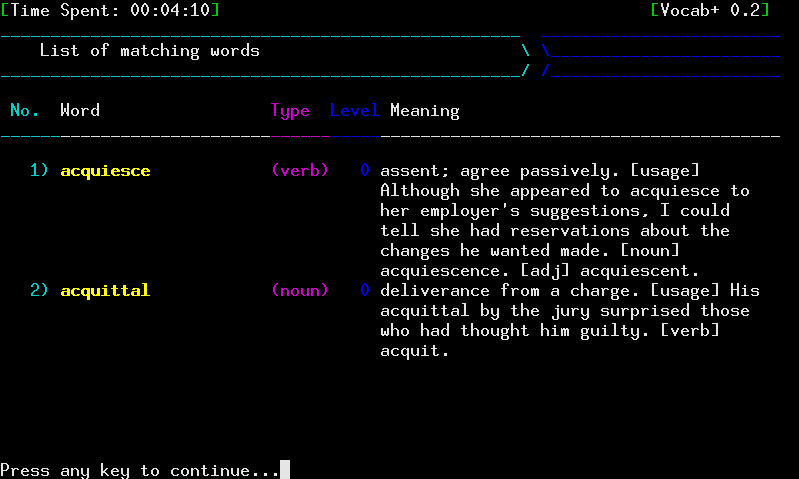 [Time Spent: 00:04:10] [Vocab+ 0.2]
List of matching words
No. Word Type Level Meaning
1) acquiesce (verb) 0 assent; agree passively. [usage]
Although she appeared to acquiesce to
her employer's suggestions, I could
tell she had reservations about the
changes he wanted made. [noun]
acquiescence. [adj] acquiescent.
2) acquittal (noun) 0 deliverance from a charge. [usage] His
acquittal by the jury surprised those
who had thought him guilty. [verb]
acquit.
Press any key to continue...